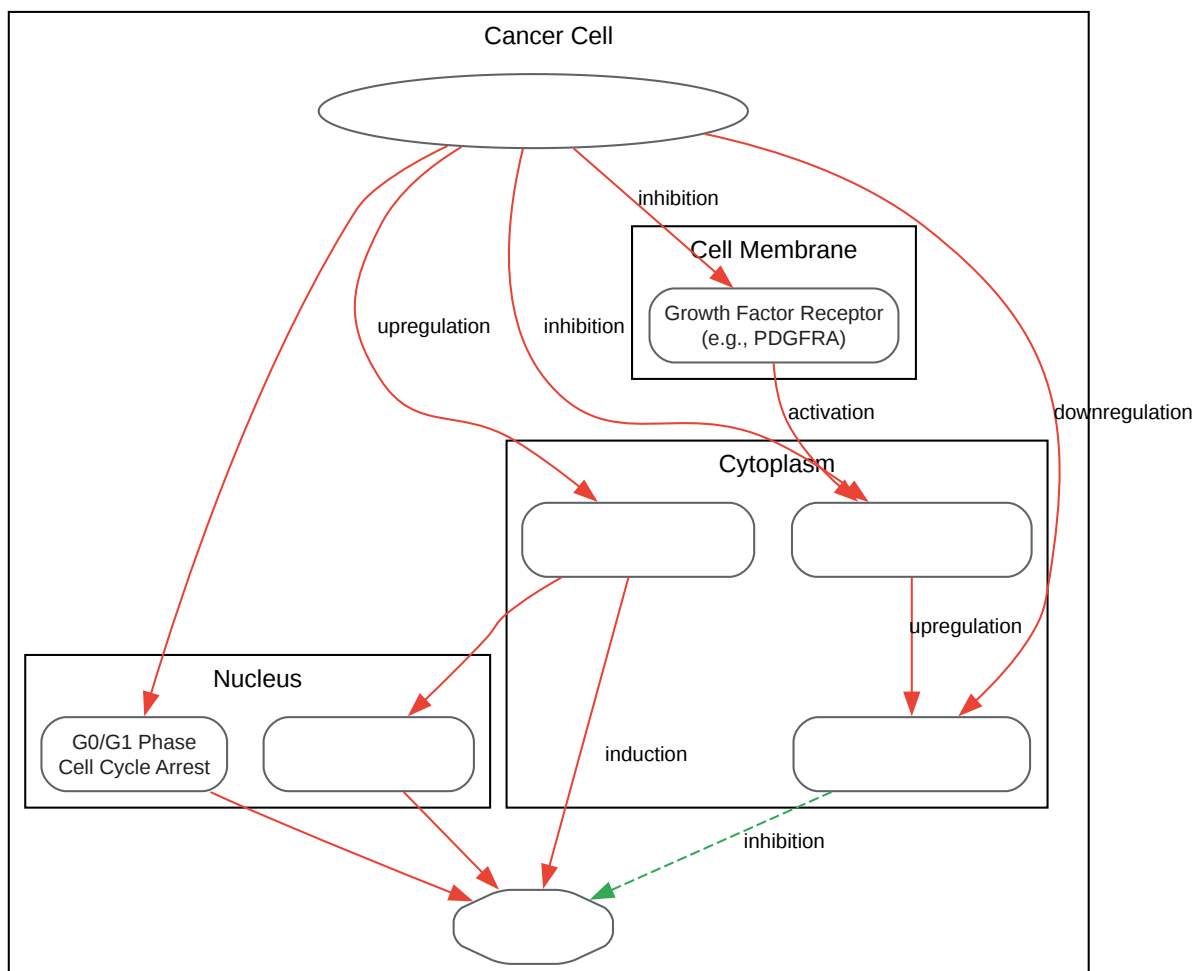 Cancer Cell
inhibition
Cell Membrane
Growth Factor Receptor
(e.g., PDGFRA)
upregulation
inhibition
activation
downregulation
Cytoplasm
upregulation
Nucleus
G0/G1 Phase
Cell Cycle Arrest
induction
inhibition